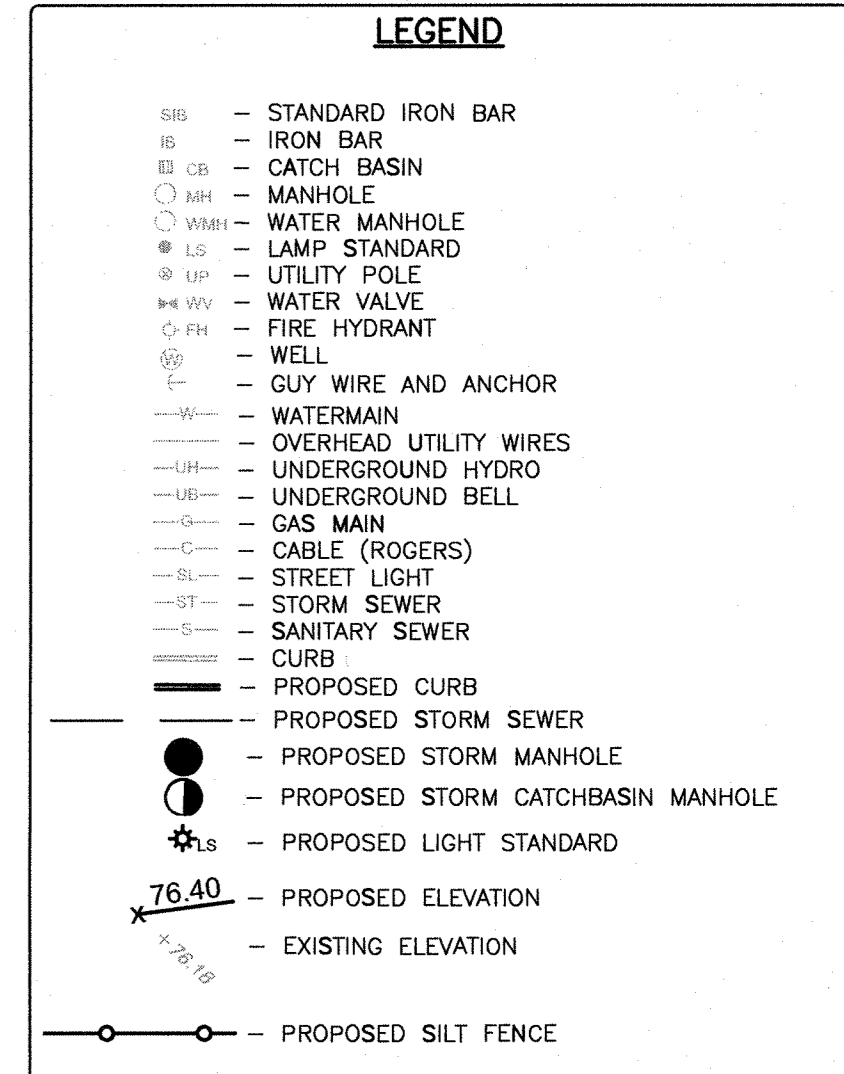 LEGEND
SIB – STANDARD IRON BAR
IB – IRON BAR
CB – CATCH BASIN
MH – MANHOLE
WMH – WATER MANHOLE
LS – LAMP STANDARD
UP – UTILITY POLE
WV – WATER VALVE
FH – FIRE HYDRANT
W – WELL
– GUY WIRE AND ANCHOR
W – WATERMAIN
– OVERHEAD UTILITY WIRES
UH – UNDERGROUND HYDRO
UB – UNDERGROUND BELL
G – GAS MAIN
C – CABLE (ROGERS)
SL – STREET LIGHT
ST – STORM SEWER
S – SANITARY SEWER
– CURB
– PROPOSED CURB
– PROPOSED STORM SEWER
– PROPOSED STORM MANHOLE
– PROPOSED STORM CATCHBASIN MANHOLE
LS – PROPOSED LIGHT STANDARD
x 76.40 – PROPOSED ELEVATION
+ 76.18 – EXISTING ELEVATION
– PROPOSED SILT FENCE